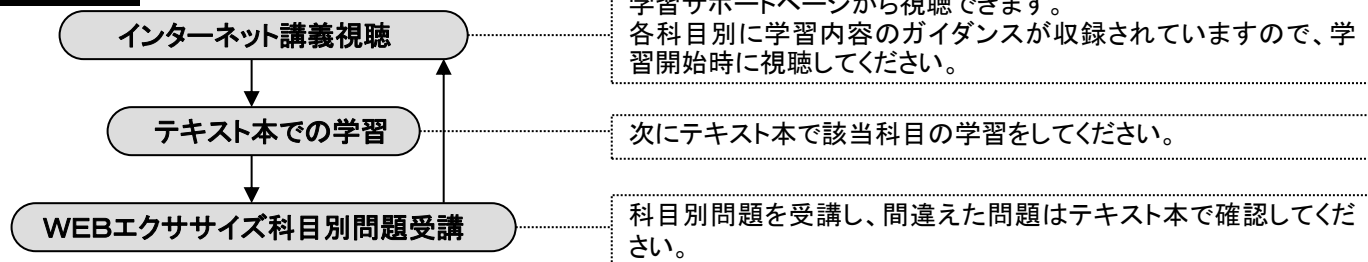 学習サポートページから視聴できます。
インターネット講義視聴
各科目別に学習内容のガイダンスが収録されていますので、学
習開始時に視聴してください。
テキスト本での学習
次にテキスト本で該当科目の学習をしてください。
WEBエクササイズ科目別問題受講
科目別問題を受講し、間違えた問題はテキスト本で確認してくだ
さい。